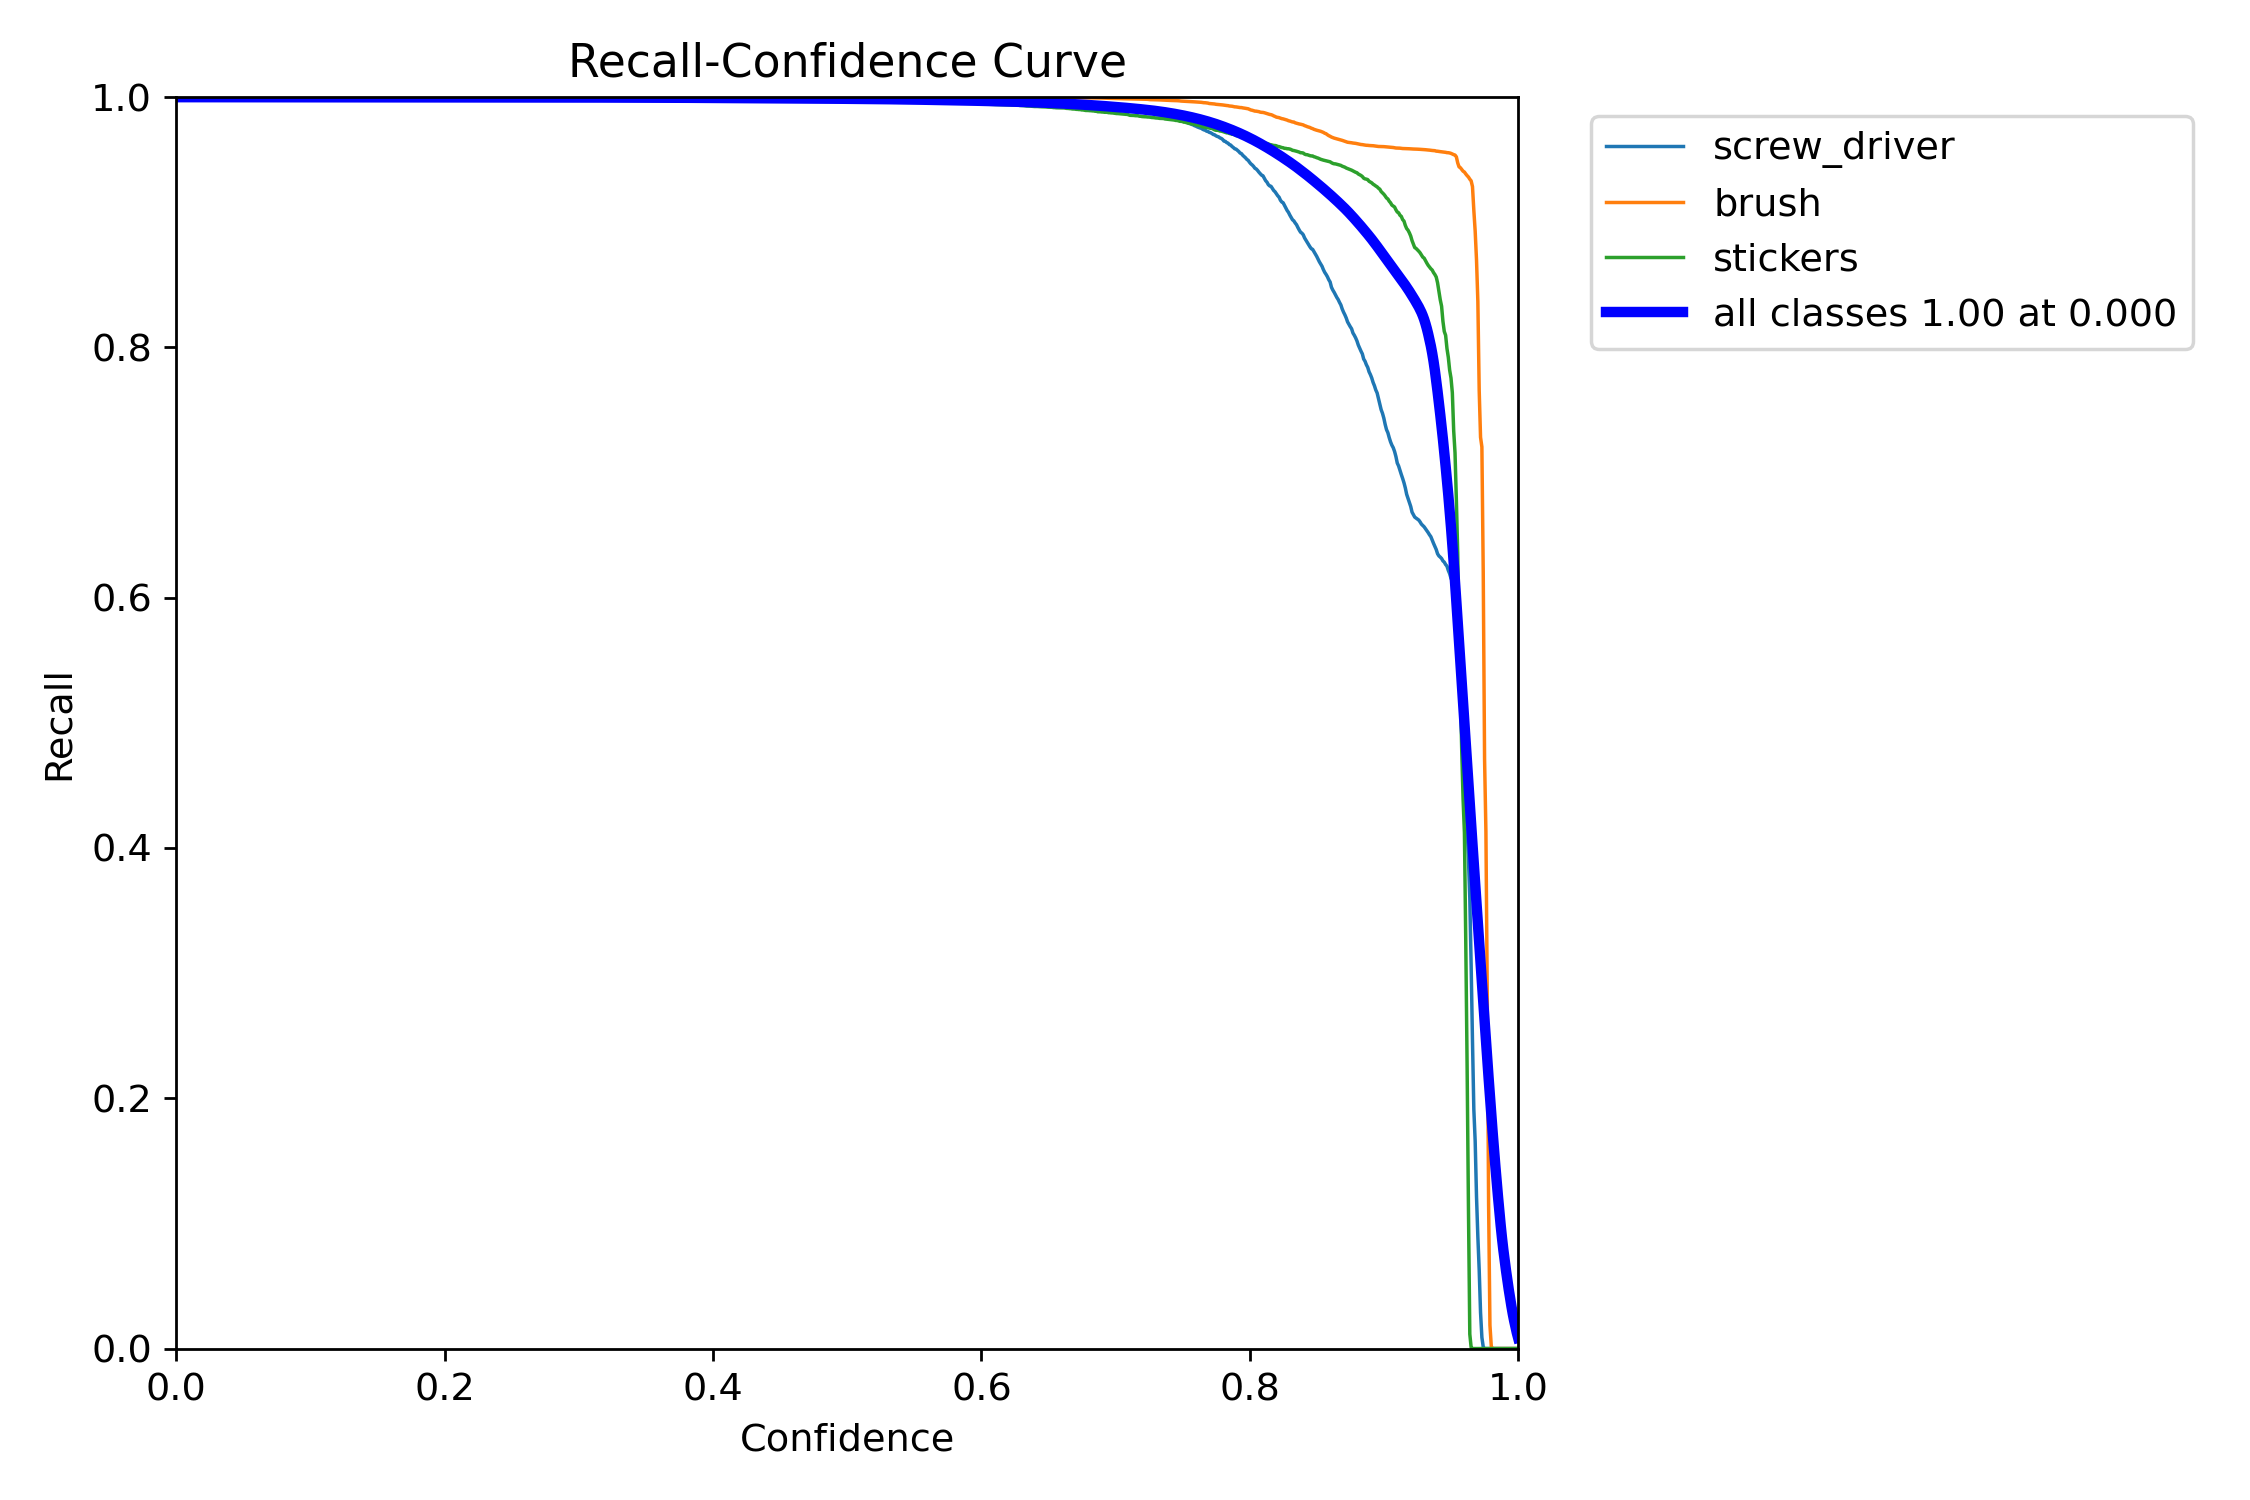 Recall-Confidence Curve
1.0
0.8
0.6
0.4
0.2
0.0
Recall
0.0 0.2 0.4 0.6 0.8 1.0
Confidence
screw_driver
brush
stickers
all classes 1.00 at 0.000